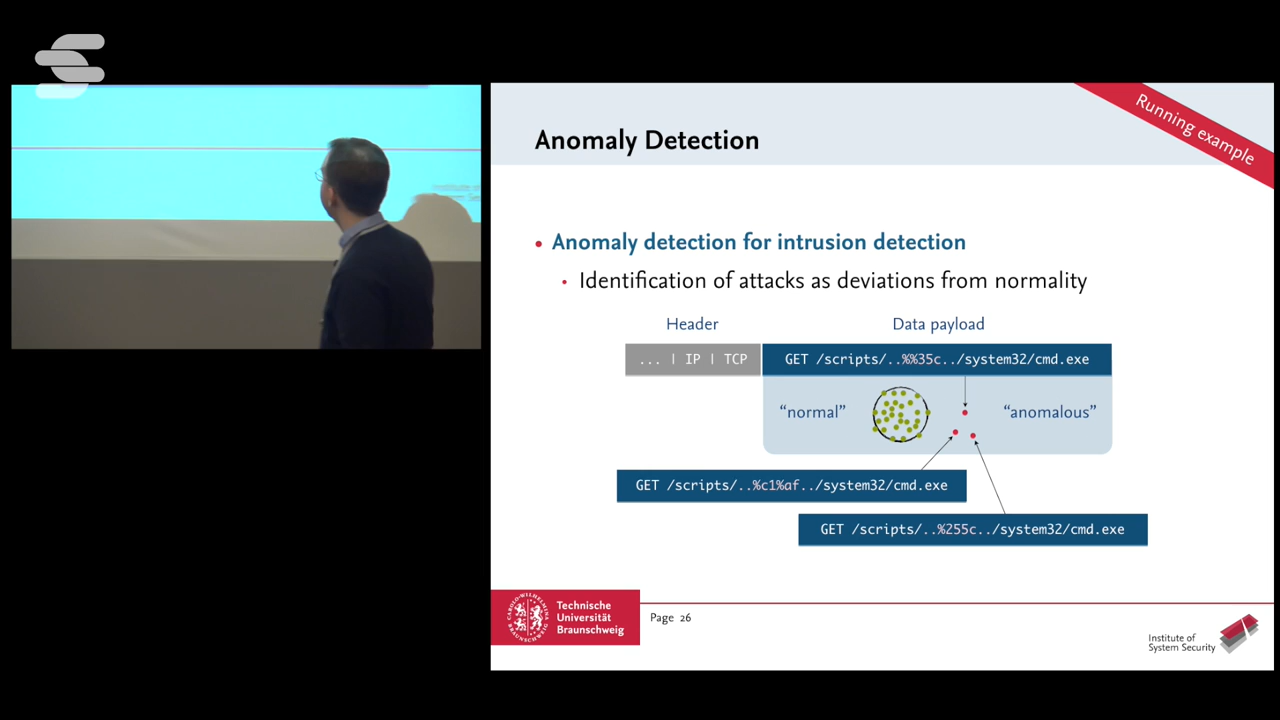 Running example
Anomaly Detection
• Anomaly detection for intrusion detection
• Identification of attacks as deviations from normality
Header
Data payload
... | IP | TCP
GET /scripts/..%%35c../system32/cmd.exe
“normal”
“anomalous”
GET /scripts/..%c1%af../system32/cmd.exe
GET /scripts/..%255c../system32/cmd.exe
Technische
Universität
Braunschweig
Page 26
Institute of
System Security